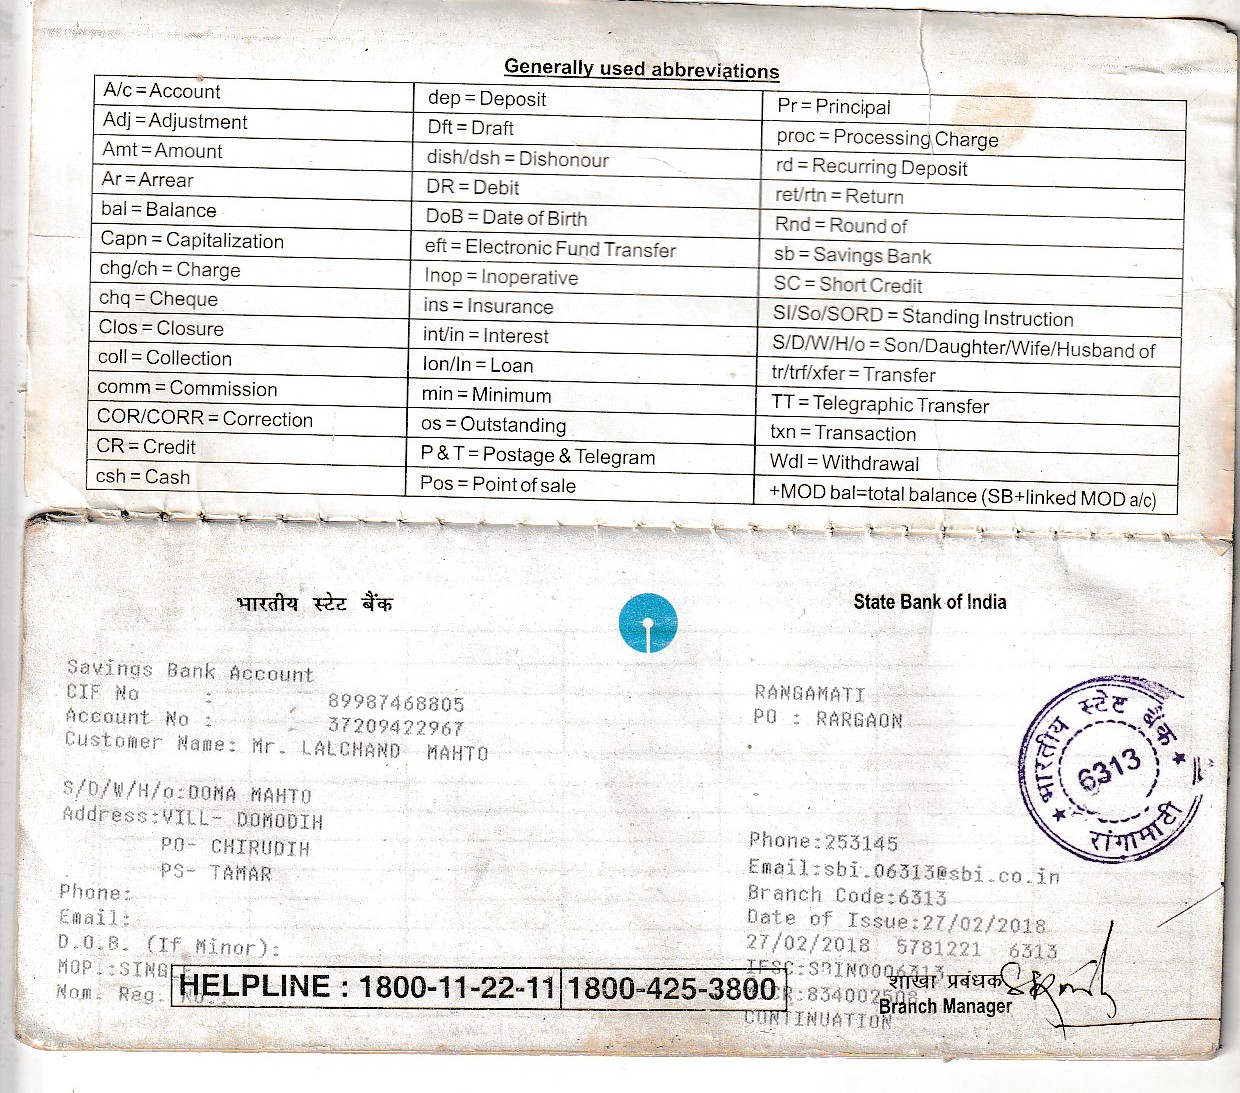 Generally used abbreviations
A/c = Account
Adj = Adjustment
Amt = Amount
Ar = Arrear
bal = Balance
Capn = Capitalization
chg/ch = Charge
chq = Cheque
Clos = Closure
coll = Collection
comm = Commission
COR/CORR = Correction
CR = Credit
csh = Cash
dep = Deposit
Dft = Draft
dish/dsh = Dishonour
DR = Debit
DoB = Date of Birth
eft = Electronic Fund Transfer
Inop = Inoperative
ins = Insurance
int/in = Interest
lon/ln = Loan
min = Minimum
os = Outstanding
P & T = Postage & Telegram
Pos = Point of sale
Pr = Principal
proc = Processing Charge
rd = Recurring Deposit
ret/rtn = Return
Rnd = Round of
sb = Savings Bank
SC = Short Credit
SI/So/SORD = Standing Instruction
S/D/W/H/o = Son/Daughter/Wife/Husband of
tr/trf/xfer = Transfer
TT = Telegraphic Transfer
txn = Transaction
Wdl = Withdrawal
+MOD bal=total balance (SB+linked MOD a/c)
भारतीय स्टेट बैंक
State Bank of India
Savings Bank Account
CIF No : 89987468805
Account No : 37209422967
Customer Name: Mr. LALCHAND MAHTO
S/D/W/H/o:DOMA MAHTO
Address:VILL- DOMODIH
PO- CHIRUDIH
PS- TAMAR
Phone:
Email:
D.O.B. (If Minor):
MOP.:SING
Nom. Reg.
HELPLINE : 1800-11-22-11 1800-425-3800
RANGAMATI
PO : RARGAON
भारतीय स्टेट बैंक
6313
रांगामाटी
Phone:253145
Email:sbi.06313@sbi.co.in
Branch Code:6313
Date of Issue:27/02/2018
27/02/2018 5781221 6313
IFSC:SBIN0006313
:834002508
CONTINUATION
शाखा प्रबंधक
Branch Manager